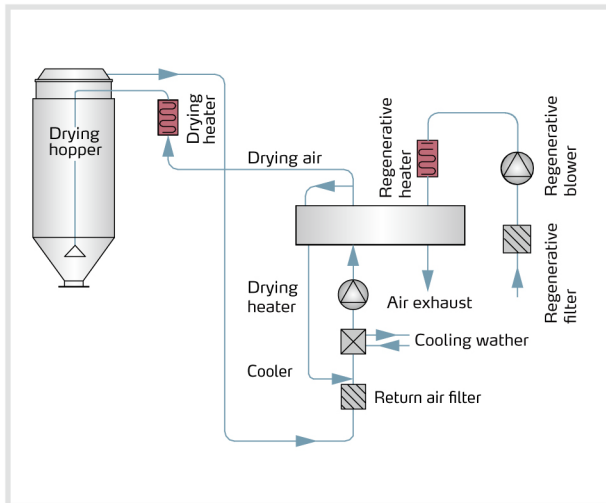 Drying
hopper
Drying
heater
Drying air
Regenerative
heater
Regenerative
blower
Regenerative
filter
Drying
heater
Air exhaust
Cooling wather
Cooler
Return air filter